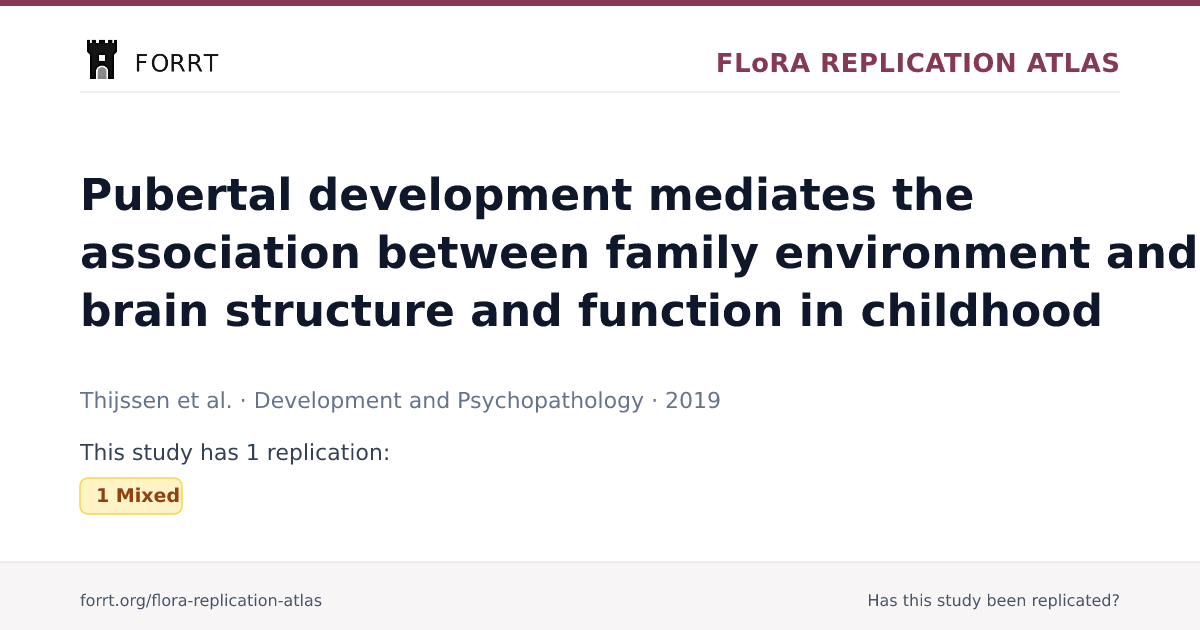 FORRT
FLoRA REPLICATION ATLAS
Pubertal development mediates the
association between family environment and
brain structure and function in childhood
Thijssen et al. · Development and Psychopathology · 2019
This study has 1 replication:
1 Mixed
forrt.org/flora-replication-atlas
Has this study been replicated?